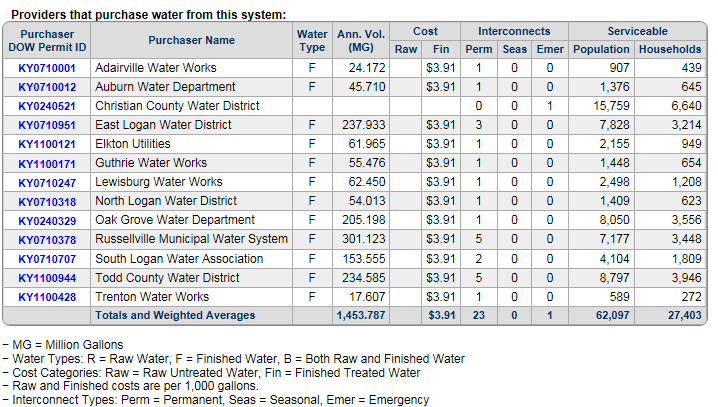 Providers that purchase water from this system:
Purchaser DOW Permit ID Purchaser Name Water Type Ann. Vol. (MG) Cost Interconnects Serviceable
Raw Fin Perm Seas Emer Population Households
KY0710001 Adairville Water Works F 24.172 $3.91 1 0 0 907 439
KY0710012 Auburn Water Department F 45.710 $3.91 1 0 0 1,376 645
KY0240521 Christian County Water District 0 0 1 15,759 6,640
KY0710951 East Logan Water District F 237.933 $3.91 3 0 0 7,828 3,214
KY1100121 Elkton Utilities F 61.965 $3.91 1 0 0 2,155 949
KY1100171 Guthrie Water Works F 55.476 $3.91 1 0 0 1,448 654
KY0710247 Lewisburg Water Works F 62.450 $3.91 1 0 0 2,498 1,208
KY0710318 North Logan Water District F 54.013 $3.91 1 0 0 1,409 623
KY0240329 Oak Grove Water Department F 205.198 $3.91 1 0 0 8,050 3,556
KY0710378 Russellville Municipal Water System F 301.123 $3.91 5 0 0 7,177 3,448
KY0710707 South Logan Water Association F 153.555 $3.91 2 0 0 4,104 1,809
KY1100944 Todd County Water District F 234.585 $3.91 5 0 0 8,797 3,946
KY1100428 Trenton Water Works F 17.607 $3.91 1 0 0 589 272
Totals and Weighted Averages 1,453.787 $3.91 23 0 1 62,097 27,403
− MG = Million Gallons
− Water Types: R = Raw Water, F = Finished Water, B = Both Raw and Finished Water
− Cost Categories: Raw = Raw Untreated Water, Fin = Finished Treated Water
− Raw and Finished costs are per 1,000 gallons.
− Interconnect Types: Perm = Permanent, Seas = Seasonal, Emer = Emergency